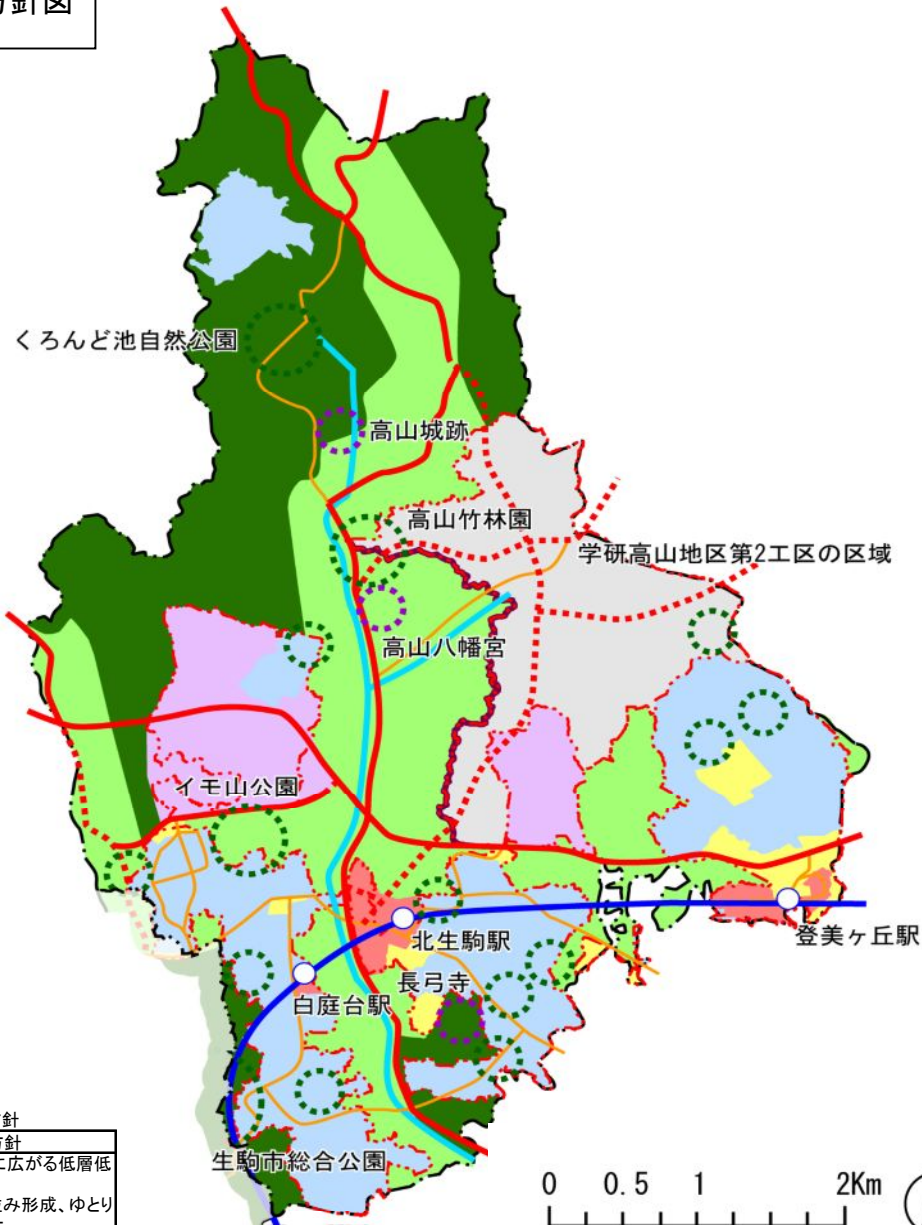 針図
くろんど池自然公園
高山城跡
高山竹林園
学研高山地区第2工区の区域
高山八幡宮
イモ山公園
北生駒駅
登美ヶ丘駅
長弓寺
白庭台駅
生駒市総合公園
針
針
に広がる低層低
み形成、ゆとり
0 0.5 1 2Km